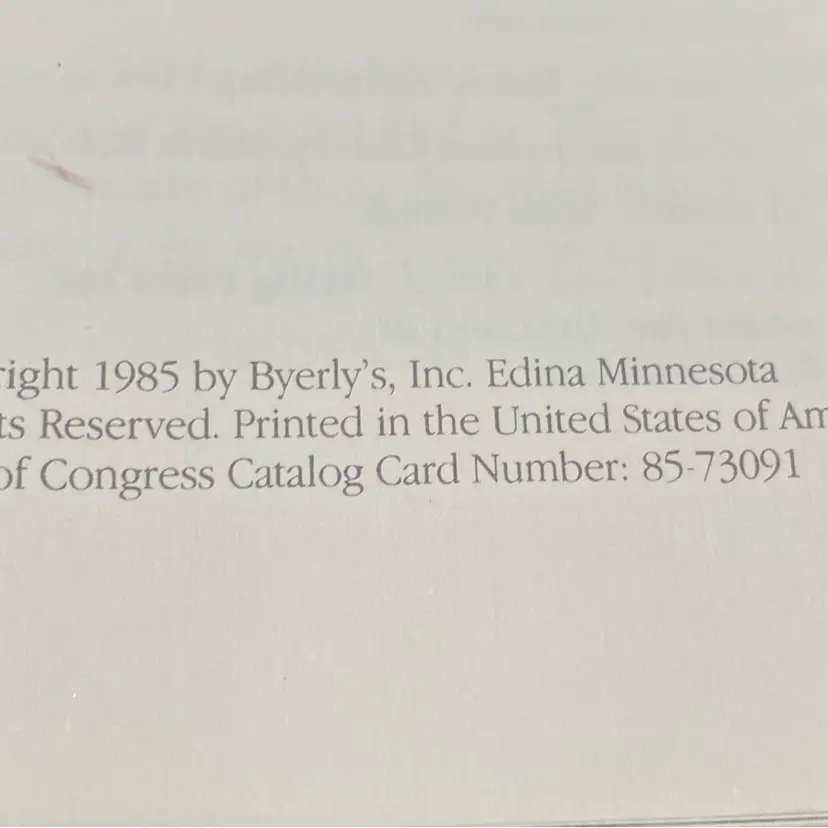 right 1985 by Byerly's, Inc. Edina Minnesota
ts Reserved. Printed in the United States of Am
of Congress Catalog Card Number: 85-73091